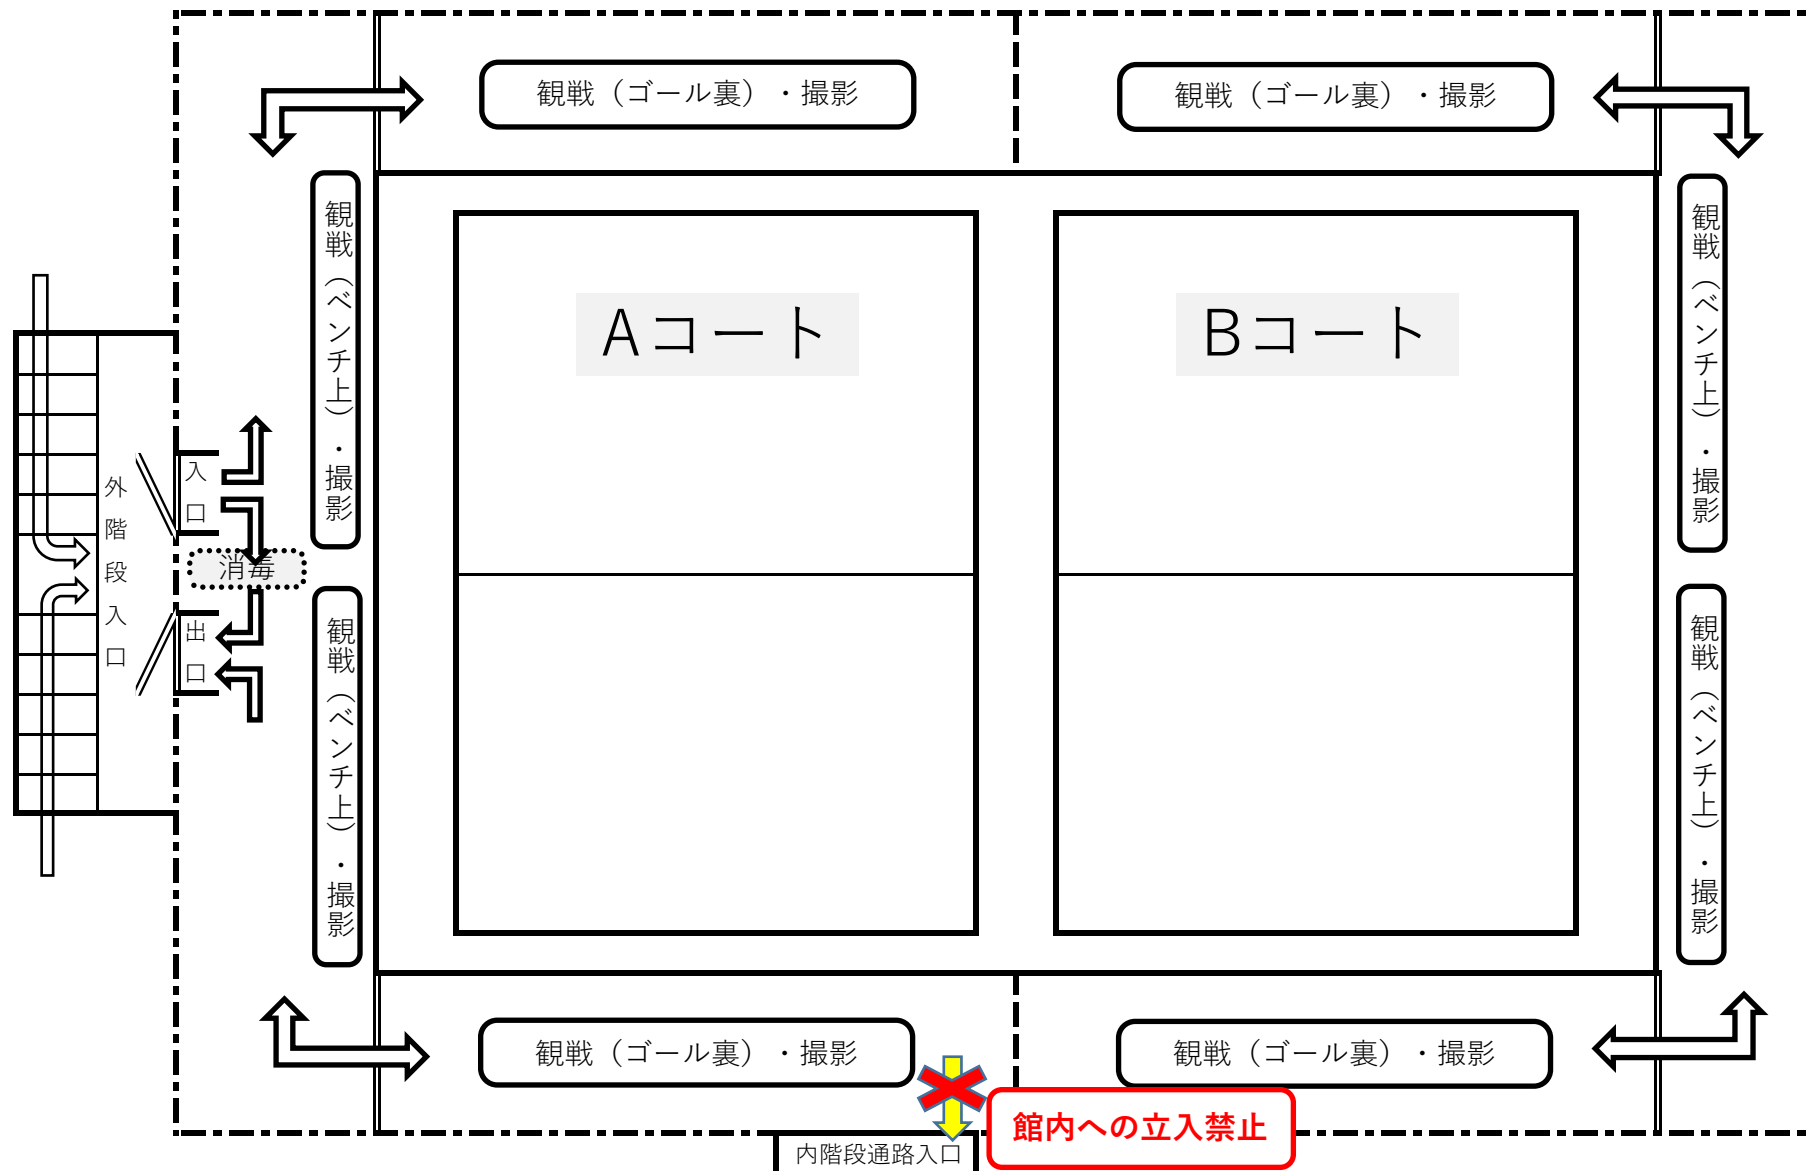 観戦（ゴール裏）・撮影
観戦（ゴール裏）・撮影
観戦（ベンチ上）・撮影
Aコート
Bコート
観戦（ベンチ上）・撮影
外階段入口
入口
消毒
出口
観戦（ベンチ上）・撮影
観戦（ベンチ上）・撮影
観戦（ゴール裏）・撮影
観戦（ゴール裏）・撮影
館内への立入禁止
内階段通路入口